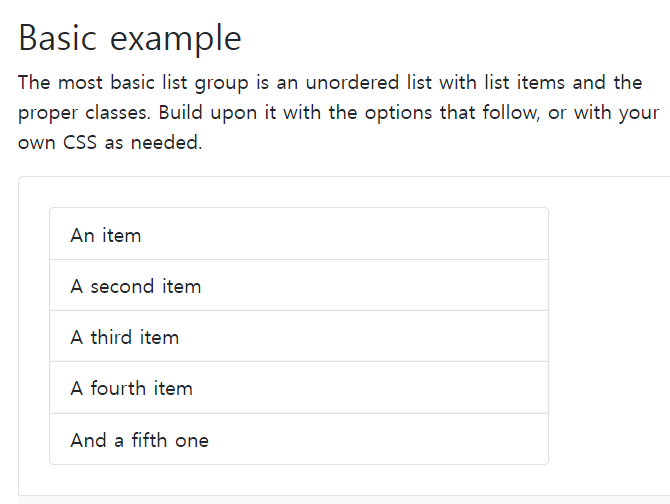 Basic example
The most basic list group is an unordered list with list items and the
proper classes. Build upon it with the options that follow, or with your
own CSS as needed.
An item
A second item
A third item
A fourth item
And a fifth one